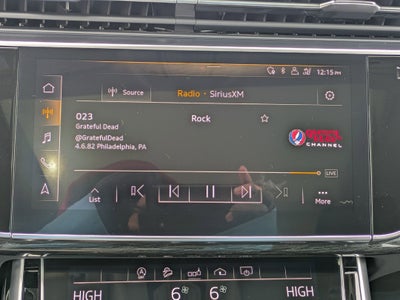 12:15 PM
Source
Radio · SiriusXM
023
Rock
Grateful Dead
@GratefulDead
4.6.82 Philadelphia, PA
CHANNEL
LIVE
List
More
HIGH
6
6
HIGH